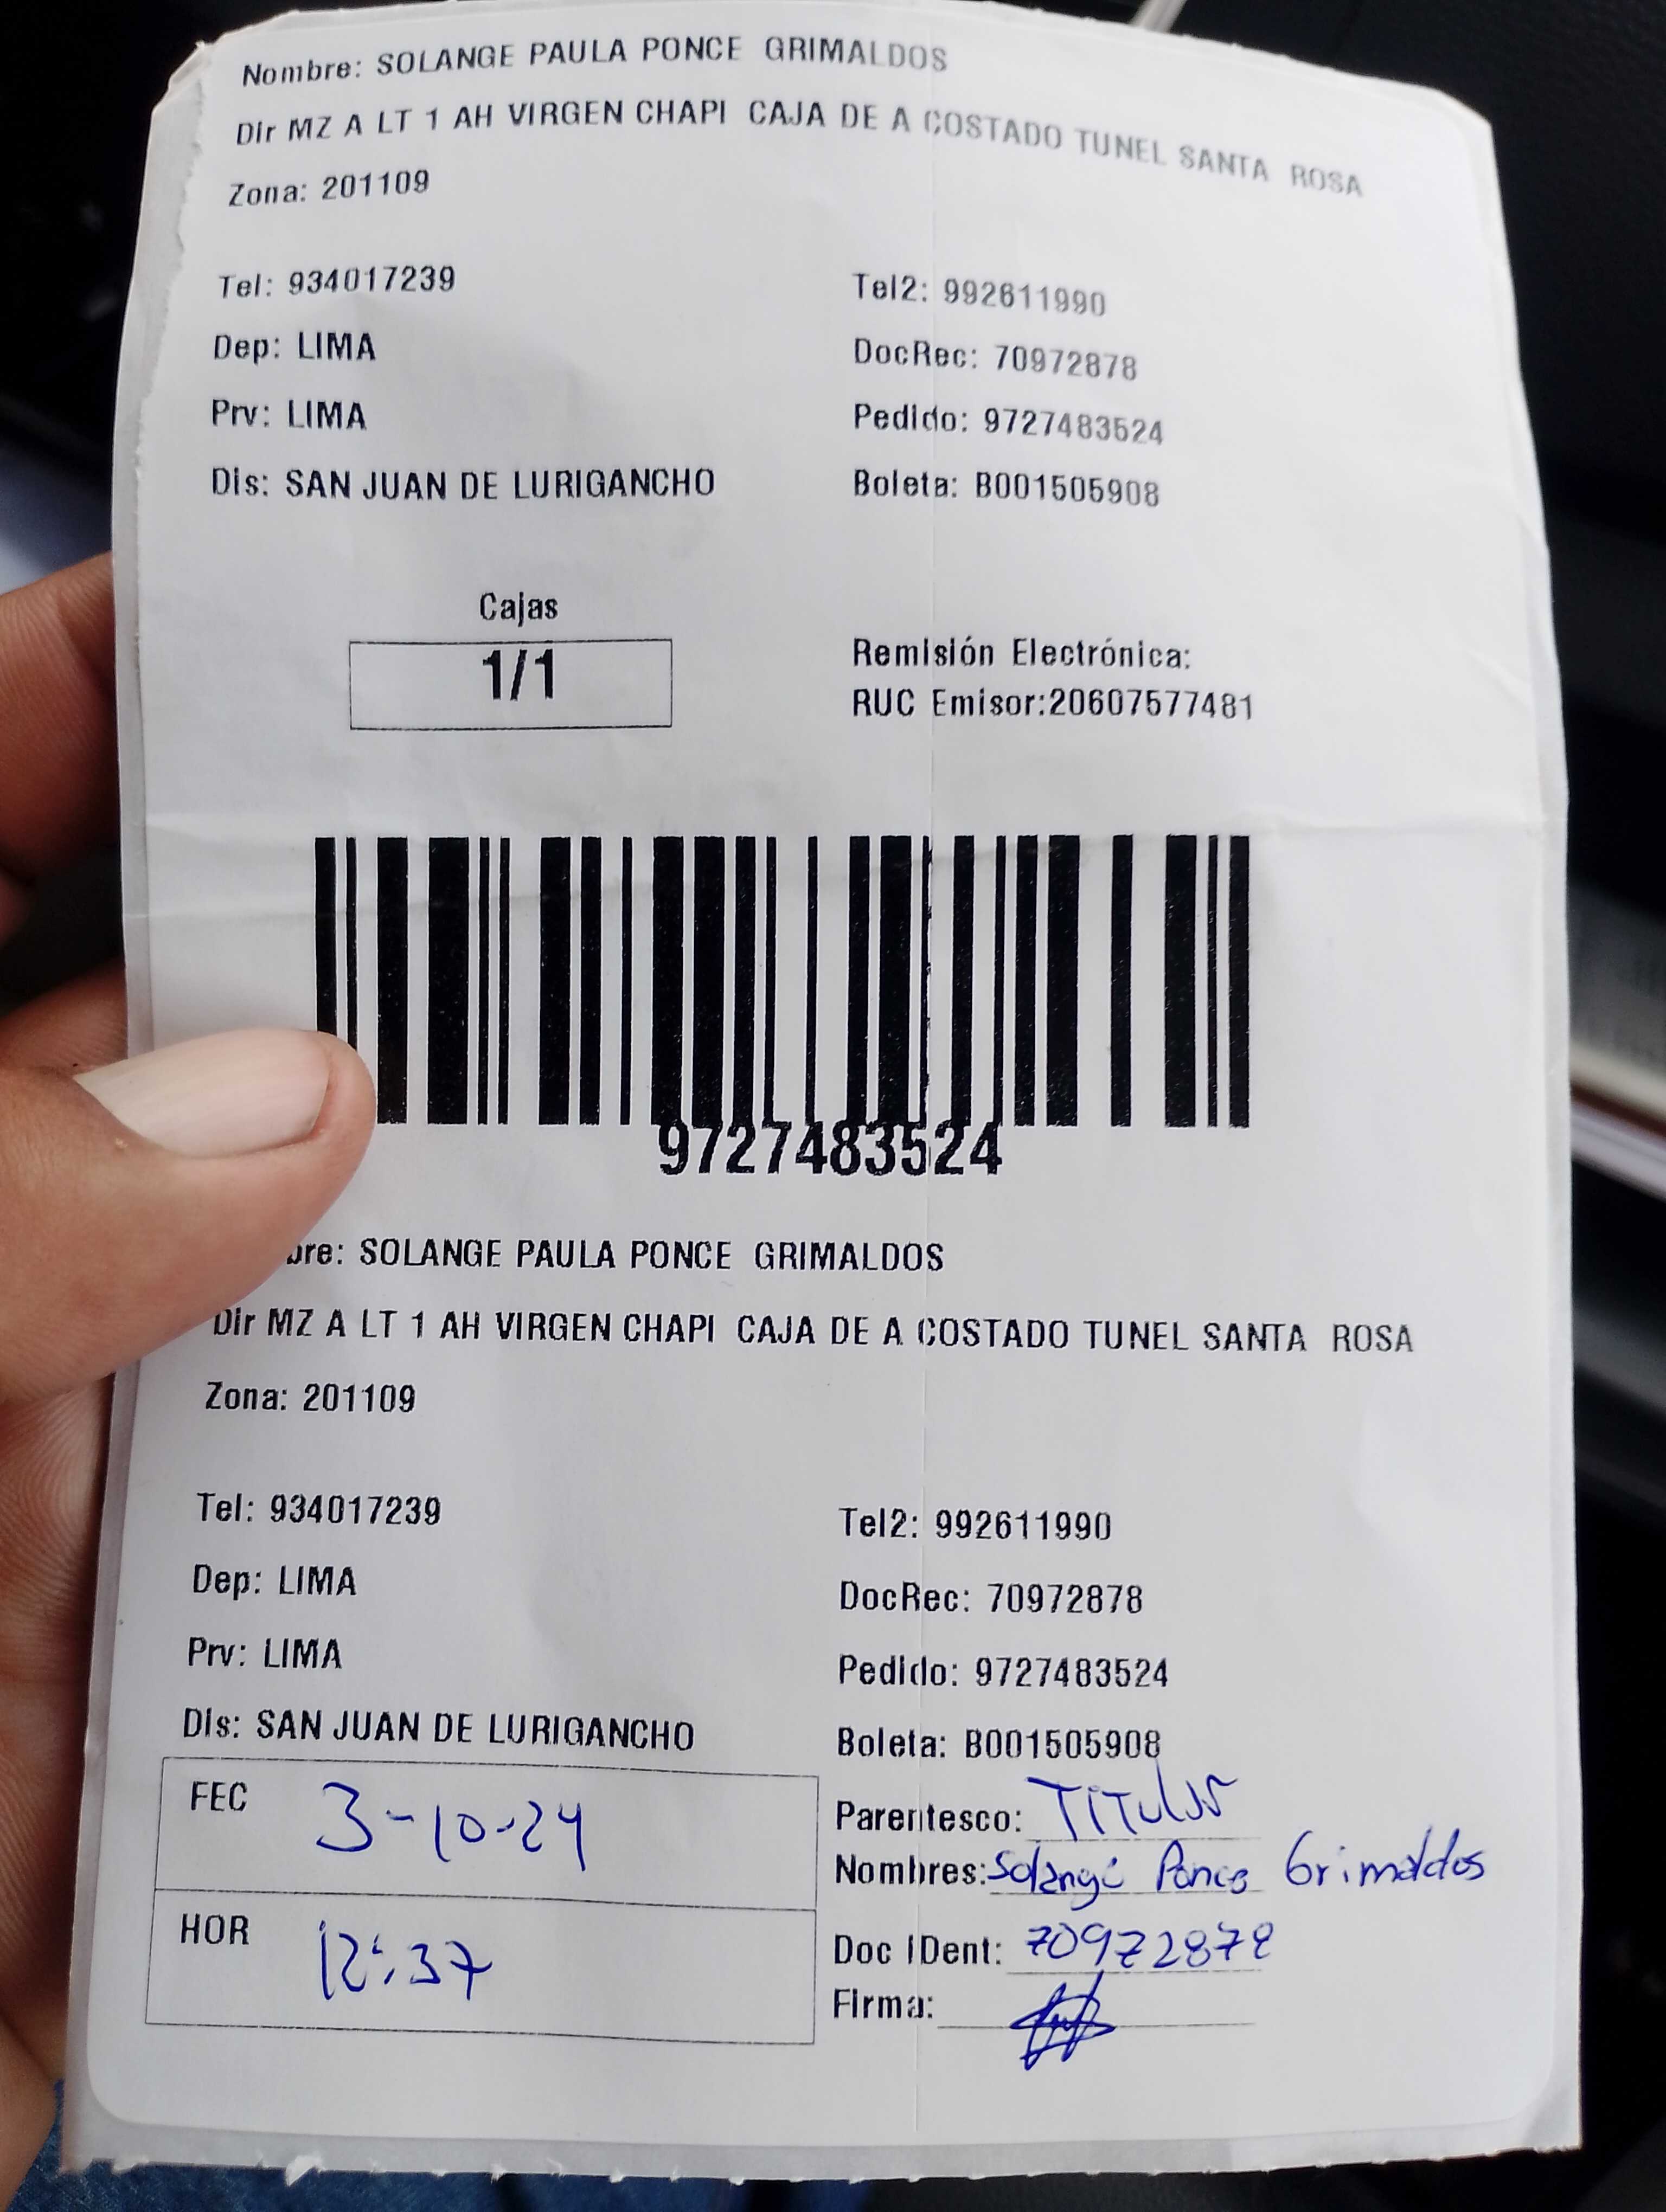 Nombre: SOLANGE PAULA PONCE GRIMALDOS
Dir MZ A LT 1 AH VIRGEN CHAPI CAJA DE A COSTADO TUNEL SANTA ROSA
Zona: 201109
Tel: 934017239 Tel2: 992611990
Dep: LIMA DocRec: 70972878
Prv: LIMA Pedido: 9727483524
Dis: SAN JUAN DE LURIGANCHO Boleta: B001505908
Cajas
1/1
Remisión Electrónica:
RUC Emisor:20607577481
9727483524
bre: SOLANGE PAULA PONCE GRIMALDOS
Dir MZ A LT 1 AH VIRGEN CHAPI CAJA DE A COSTADO TUNEL SANTA ROSA
Zona: 201109
Tel: 934017239 Tel2: 992611990
Dep: LIMA DocRec: 70972878
Prv: LIMA Pedido: 9727483524
Dis: SAN JUAN DE LURIGANCHO Boleta: B001505908
FEC 3-10-24
Parentesco: TiTular
Nombres: Solange Ponce Grimaldos
HOR 12:37
Doc IDent: 70972878
Firma: